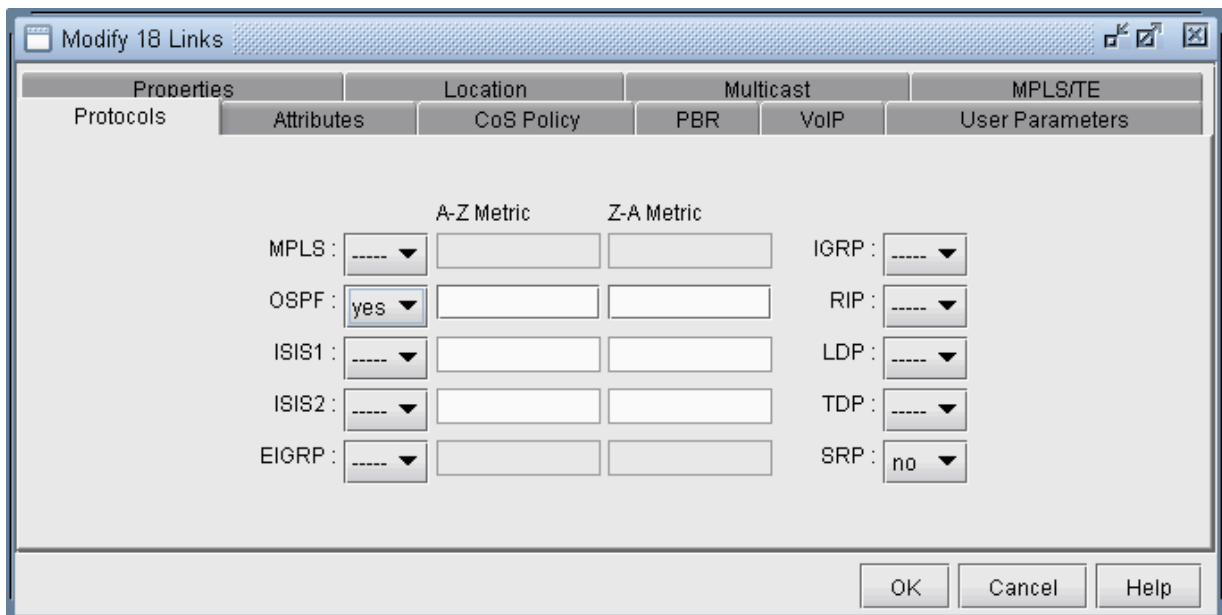 Modify 18 Links
Properties Location Multicast MPLS/TE
Protocols Attributes CoS Policy PBR VoIP User Parameters
A-Z Metric Z-A Metric
MPLS : ----- IGRP : -----
OSPF : yes RIP : -----
ISIS1 : ----- LDP : -----
ISIS2 : ----- TDP : -----
EIGRP : ----- SRP : no
OK Cancel Help